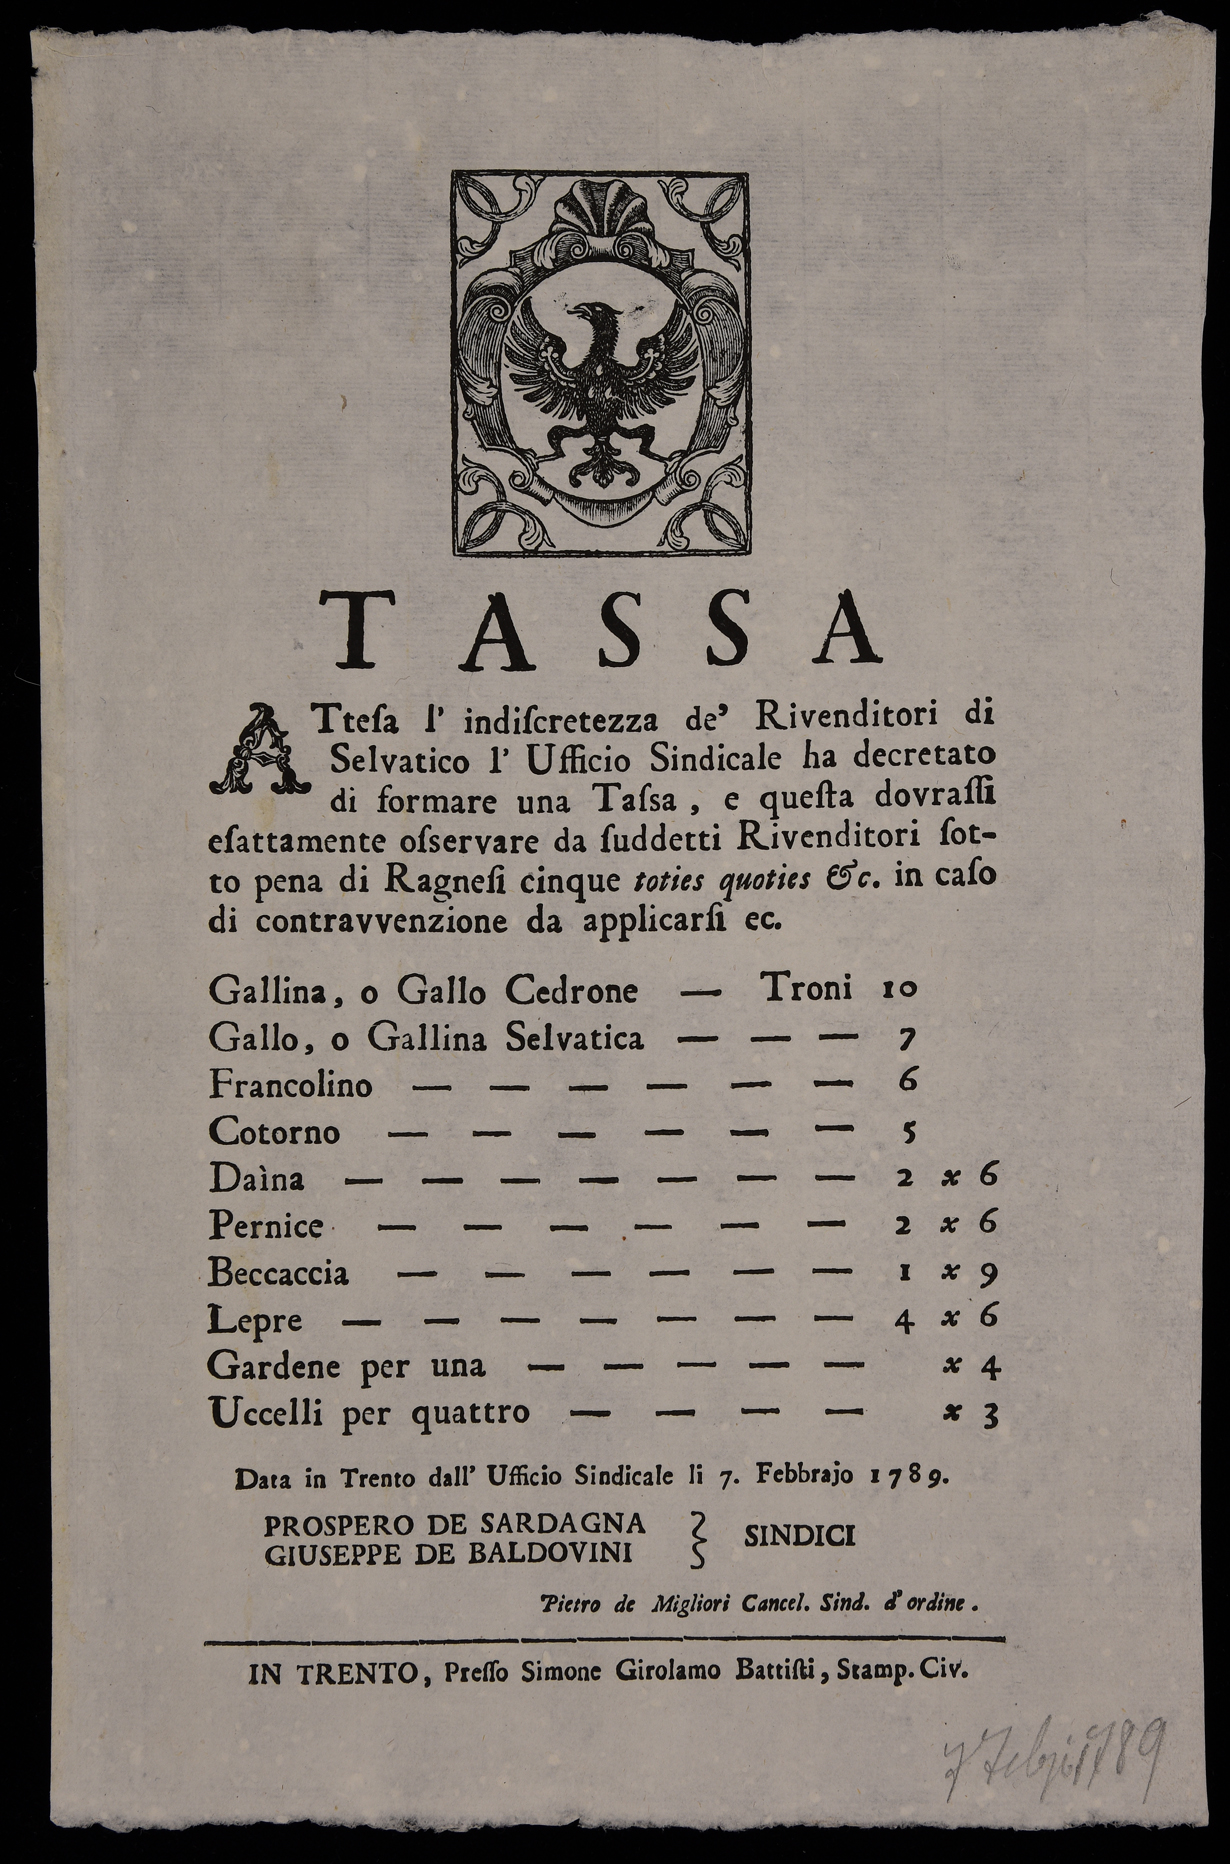 TASSA
ATteſa l' indiſcretezza de' Rivenditori di
Selvatico l' Ufficio Sindicale ha decretato
di formare una Taſsa , e queſta dovraſſi
eſattamente oſservare da ſuddetti Rivenditori ſot-
to pena di Ragneſi cinque toties quoties &c. in caſo
di contravvenzione da applicarſi ec.
Gallina, o Gallo Cedrone — Troni 10
Gallo, o Gallina Selvatica — — — 7
Francolino — — — — — — 6
Cotorno — — — — — — 5
Daìna — — — — — — — 2 x 6
Pernice — — — — — — 2 x 6
Beccaccia — — — — — — 1 x 9
Lepre — — — — — — — 4 x 6
Gardene per una — — — — — x 4
Uccelli per quattro — — — — x 3
Data in Trento dall' Ufficio Sindicale li 7. Febbrajo 1789.
PROSPERO DE SARDAGNA
GIUSEPPE DE BALDOVINI } SINDICI
Pietro de Migliori Cancel. Sind. d' ordine .
IN TRENTO, Preſſo Simone Girolamo Battiſti, Stamp. Civ.
1789